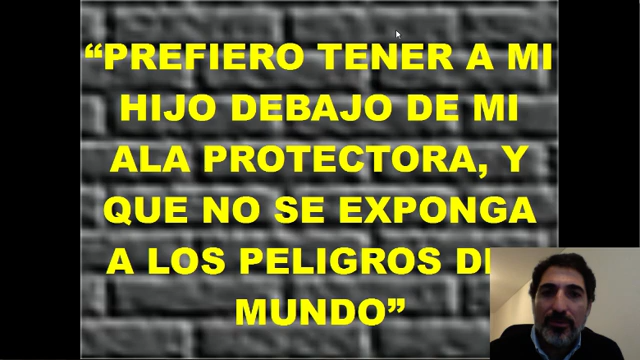 “PREFIERO TENER A MI
HIJO DEBAJO DE MI
ALA PROTECTORA, Y
QUE NO SE EXPONGA
A LOS PELIGROS
MUNDO”